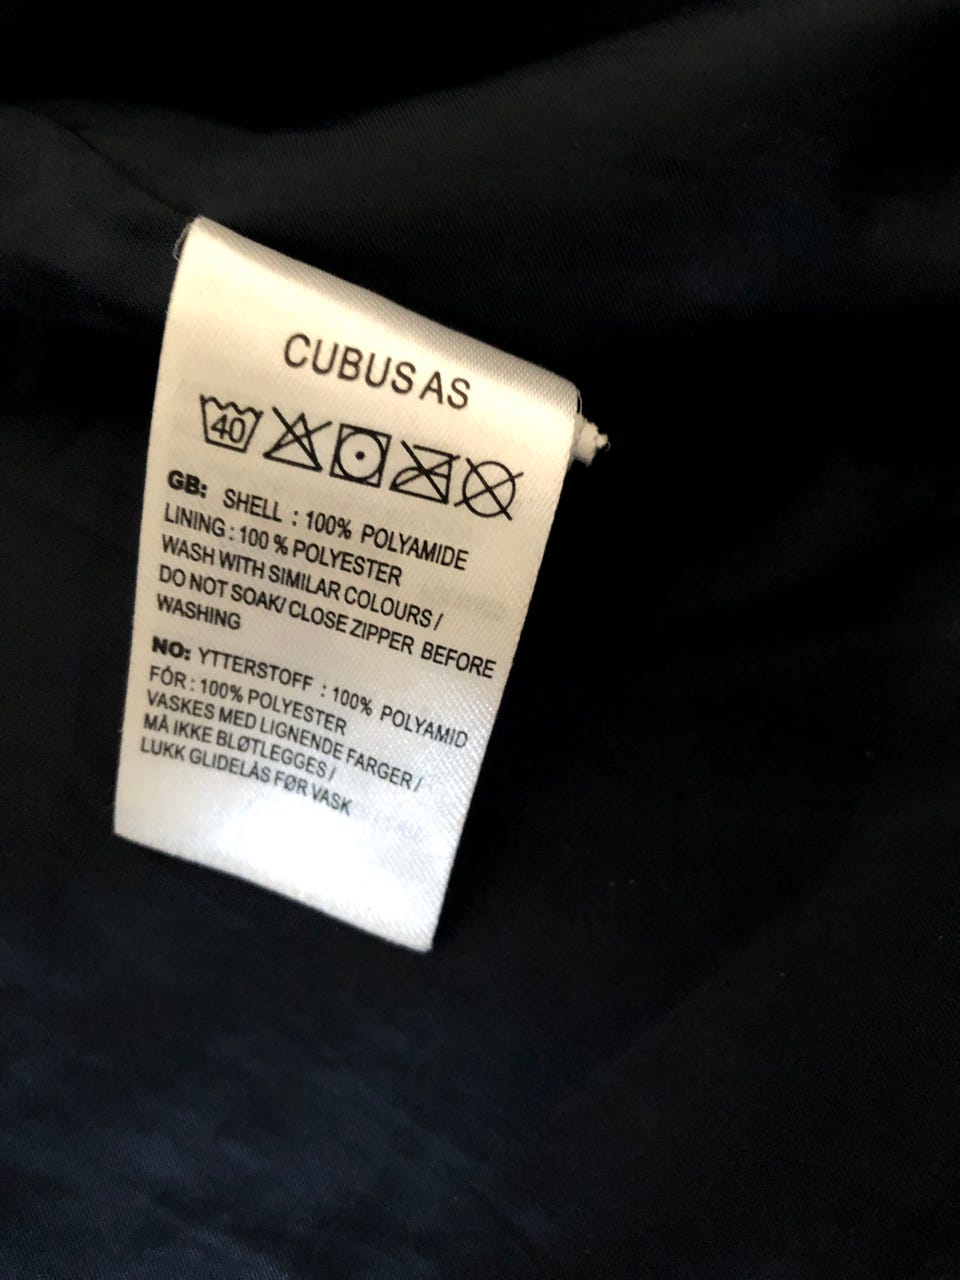 CUBUS AS
40
GB: SHELL : 100% POLYAMIDE
LINING : 100 % POLYESTER
WASH WITH SIMILAR COLOURS /
DO NOT SOAK/ CLOSE ZIPPER BEFORE
WASHING
NO: YTTERSTOFF : 100% POLYAMID
FÓR : 100% POLYESTER
VASKES MED LIGNENDE FARGER /
MÅ IKKE BLØTLEGGES /
LUKK GLIDELÅS FØR VASK